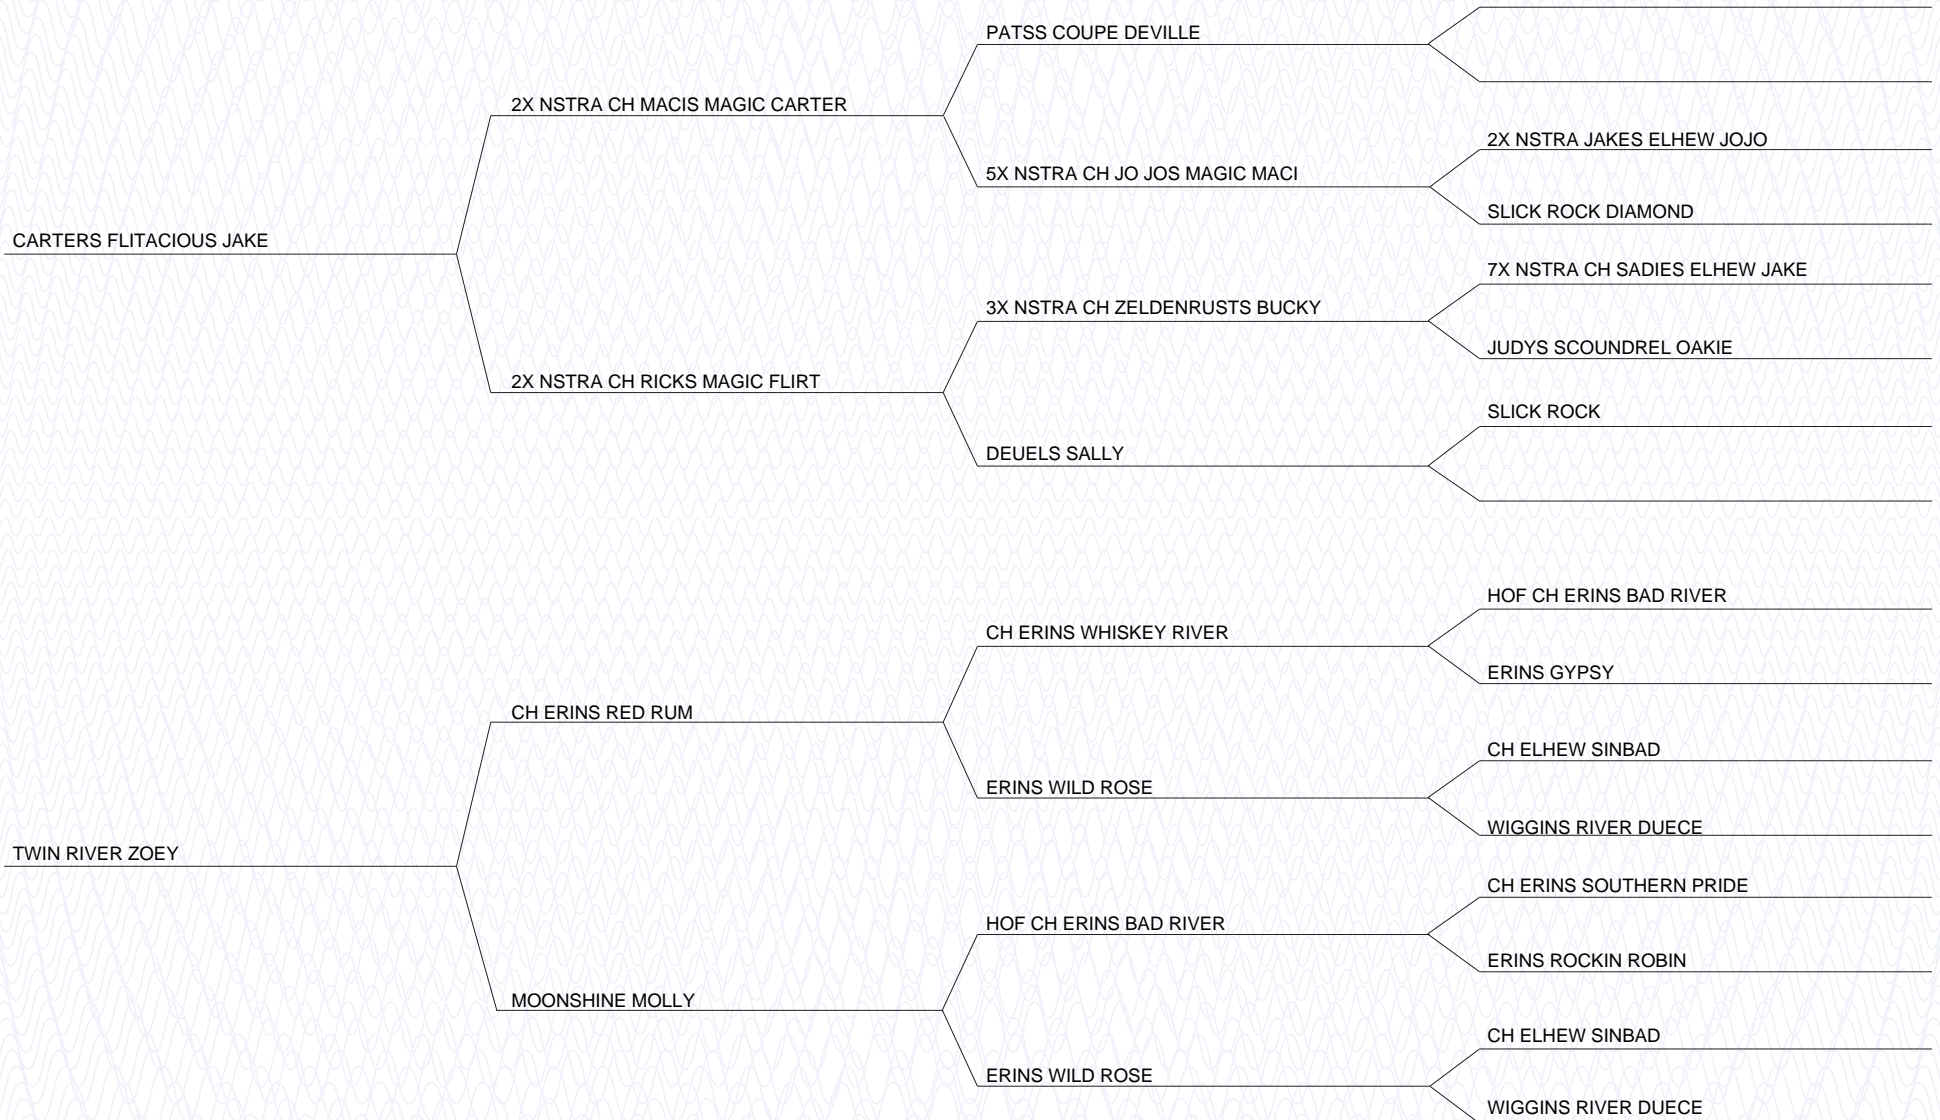 PATSS COUPE DEVILLE
2X NSTRA CH MACIS MAGIC CARTER
2X NSTRA JAKES ELHEW JOJO
5X NSTRA CH JO JOS MAGIC MACI
SLICK ROCK DIAMOND
CARTERS FLITACIOUS JAKE
7X NSTRA CH SADIES ELHEW JAKE
3X NSTRA CH ZELDENRUSTS BUCKY
JUDYS SCOUNDREL OAKIE
2X NSTRA CH RICKS MAGIC FLIRT
SLICK ROCK
DEUELS SALLY
HOF CH ERINS BAD RIVER
CH ERINS WHISKEY RIVER
ERINS GYPSY
CH ERINS RED RUM
CH ELHEW SINBAD
ERINS WILD ROSE
WIGGINS RIVER DUECE
TWIN RIVER ZOEY
CH ERINS SOUTHERN PRIDE
HOF CH ERINS BAD RIVER
ERINS ROCKIN ROBIN
MOONSHINE MOLLY
CH ELHEW SINBAD
ERINS WILD ROSE
WIGGINS RIVER DUECE